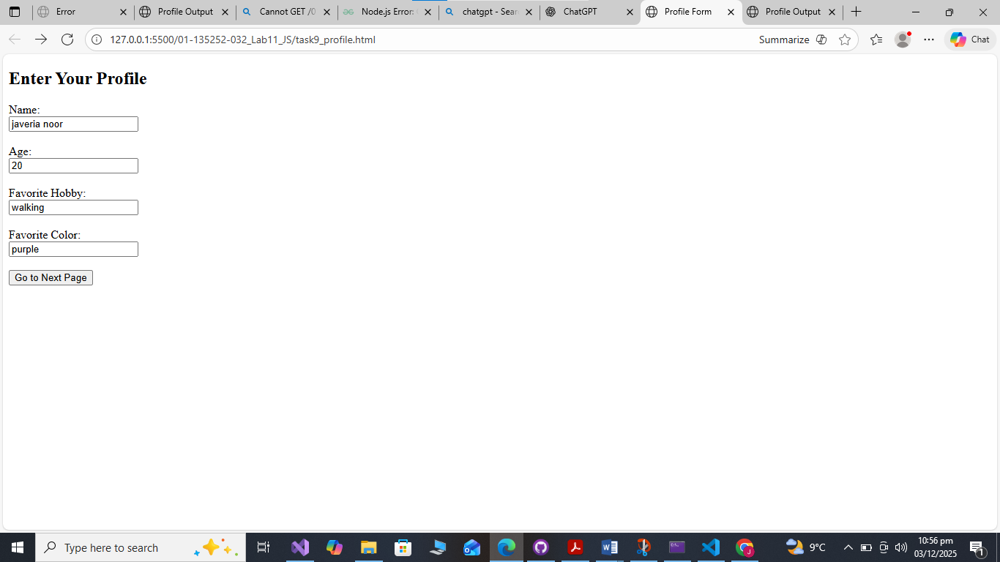 Error
Profile Output
Cannot GET /0
Node.js Error:
chatgpt - Sear
ChatGPT
Profile Form
Profile Output
127.0.0.1:5500/01-135252-032_Lab11_JS/task9_profile.html
Summarize
Chat
Enter Your Profile
Name:
javeria noor
Age:
20
Favorite Hobby:
walking
Favorite Color:
purple
Go to Next Page
Type here to search
9°C
10:56 pm
03/12/2025
1